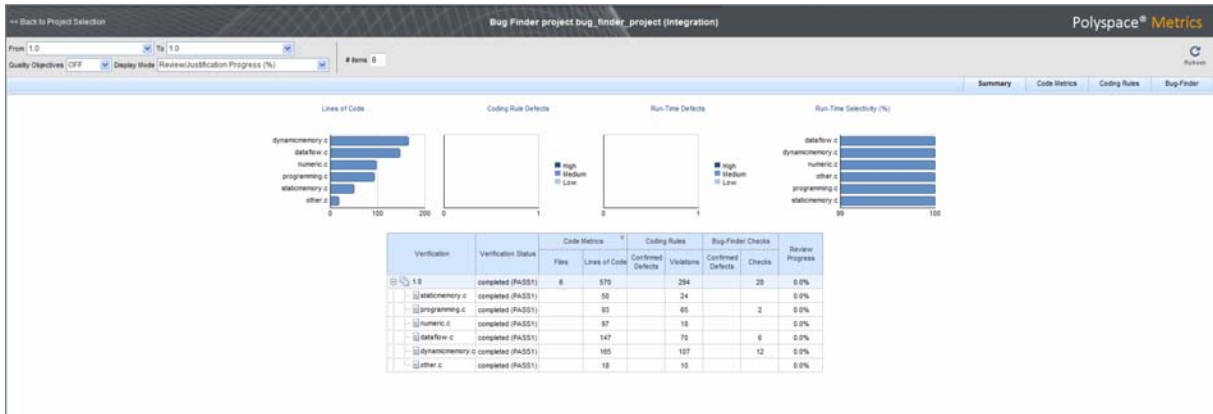 << Back to Project Selection
Bug Finder project bug_finder_project (Integration)
Polyspace® Metrics
From 1.0 To 1.0
Quality Objectives OFF Display Mode Review/Justification Progress (%)
# items 6
Refresh
Summary Code Metrics Coding Rules Bug-Finder
Lines of Code
dynamicmemory.c
dataflow.c
numeric.c
programming.c
staticmemory.c
other.c
0 100 200
Coding Rule Defects
0 1
High
Medium
Low
Run-Time Defects
0 1
High
Medium
Low
Run-Time Selectivity (%)
dataflow.c
dynamicmemory.c
numeric.c
other.c
programming.c
staticmemory.c
99 100
Verification Verification Status Code Metrics Coding Rules Bug-Finder Checks Review Progress
Files Lines of Code Confirmed Defects Violations Confirmed Defects Checks
1.0 completed (PASS1) 6 570 294 20 0.0%
staticmemory.c completed (PASS1) 50 24 0.0%
programming.c completed (PASS1) 93 65 2 0.0%
numeric.c completed (PASS1) 97 18 0.0%
dataflow.c completed (PASS1) 147 70 6 0.0%
dynamicmemory.c completed (PASS1) 165 107 12 0.0%
other.c completed (PASS1) 18 10 0.0%